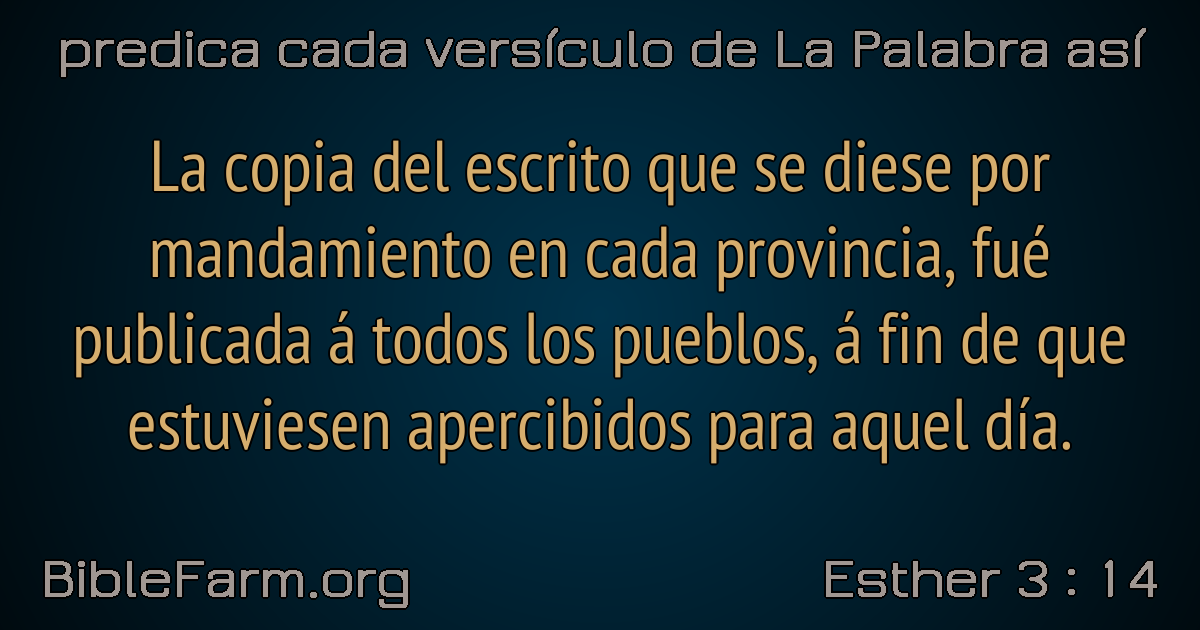 predica cada versículo de La Palabra así
La copia del escrito que se diese por
mandamiento en cada provincia, fué
publicada á todos los pueblos, á fin de que
estuviesen apercibidos para aquel día.
BibleFarm.org
Esther 3 : 14